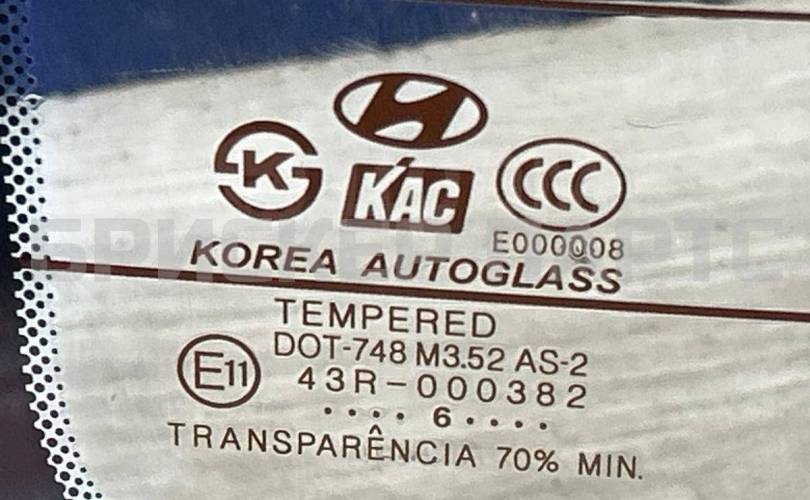 K
KAC
CCC
E000008
KOREA AUTOGLASS
TEMPERED
DOT-748 M3.52 AS-2
E11
43R-000382
.... 6 ....
TRANSPARÊNCIA 70% MIN.